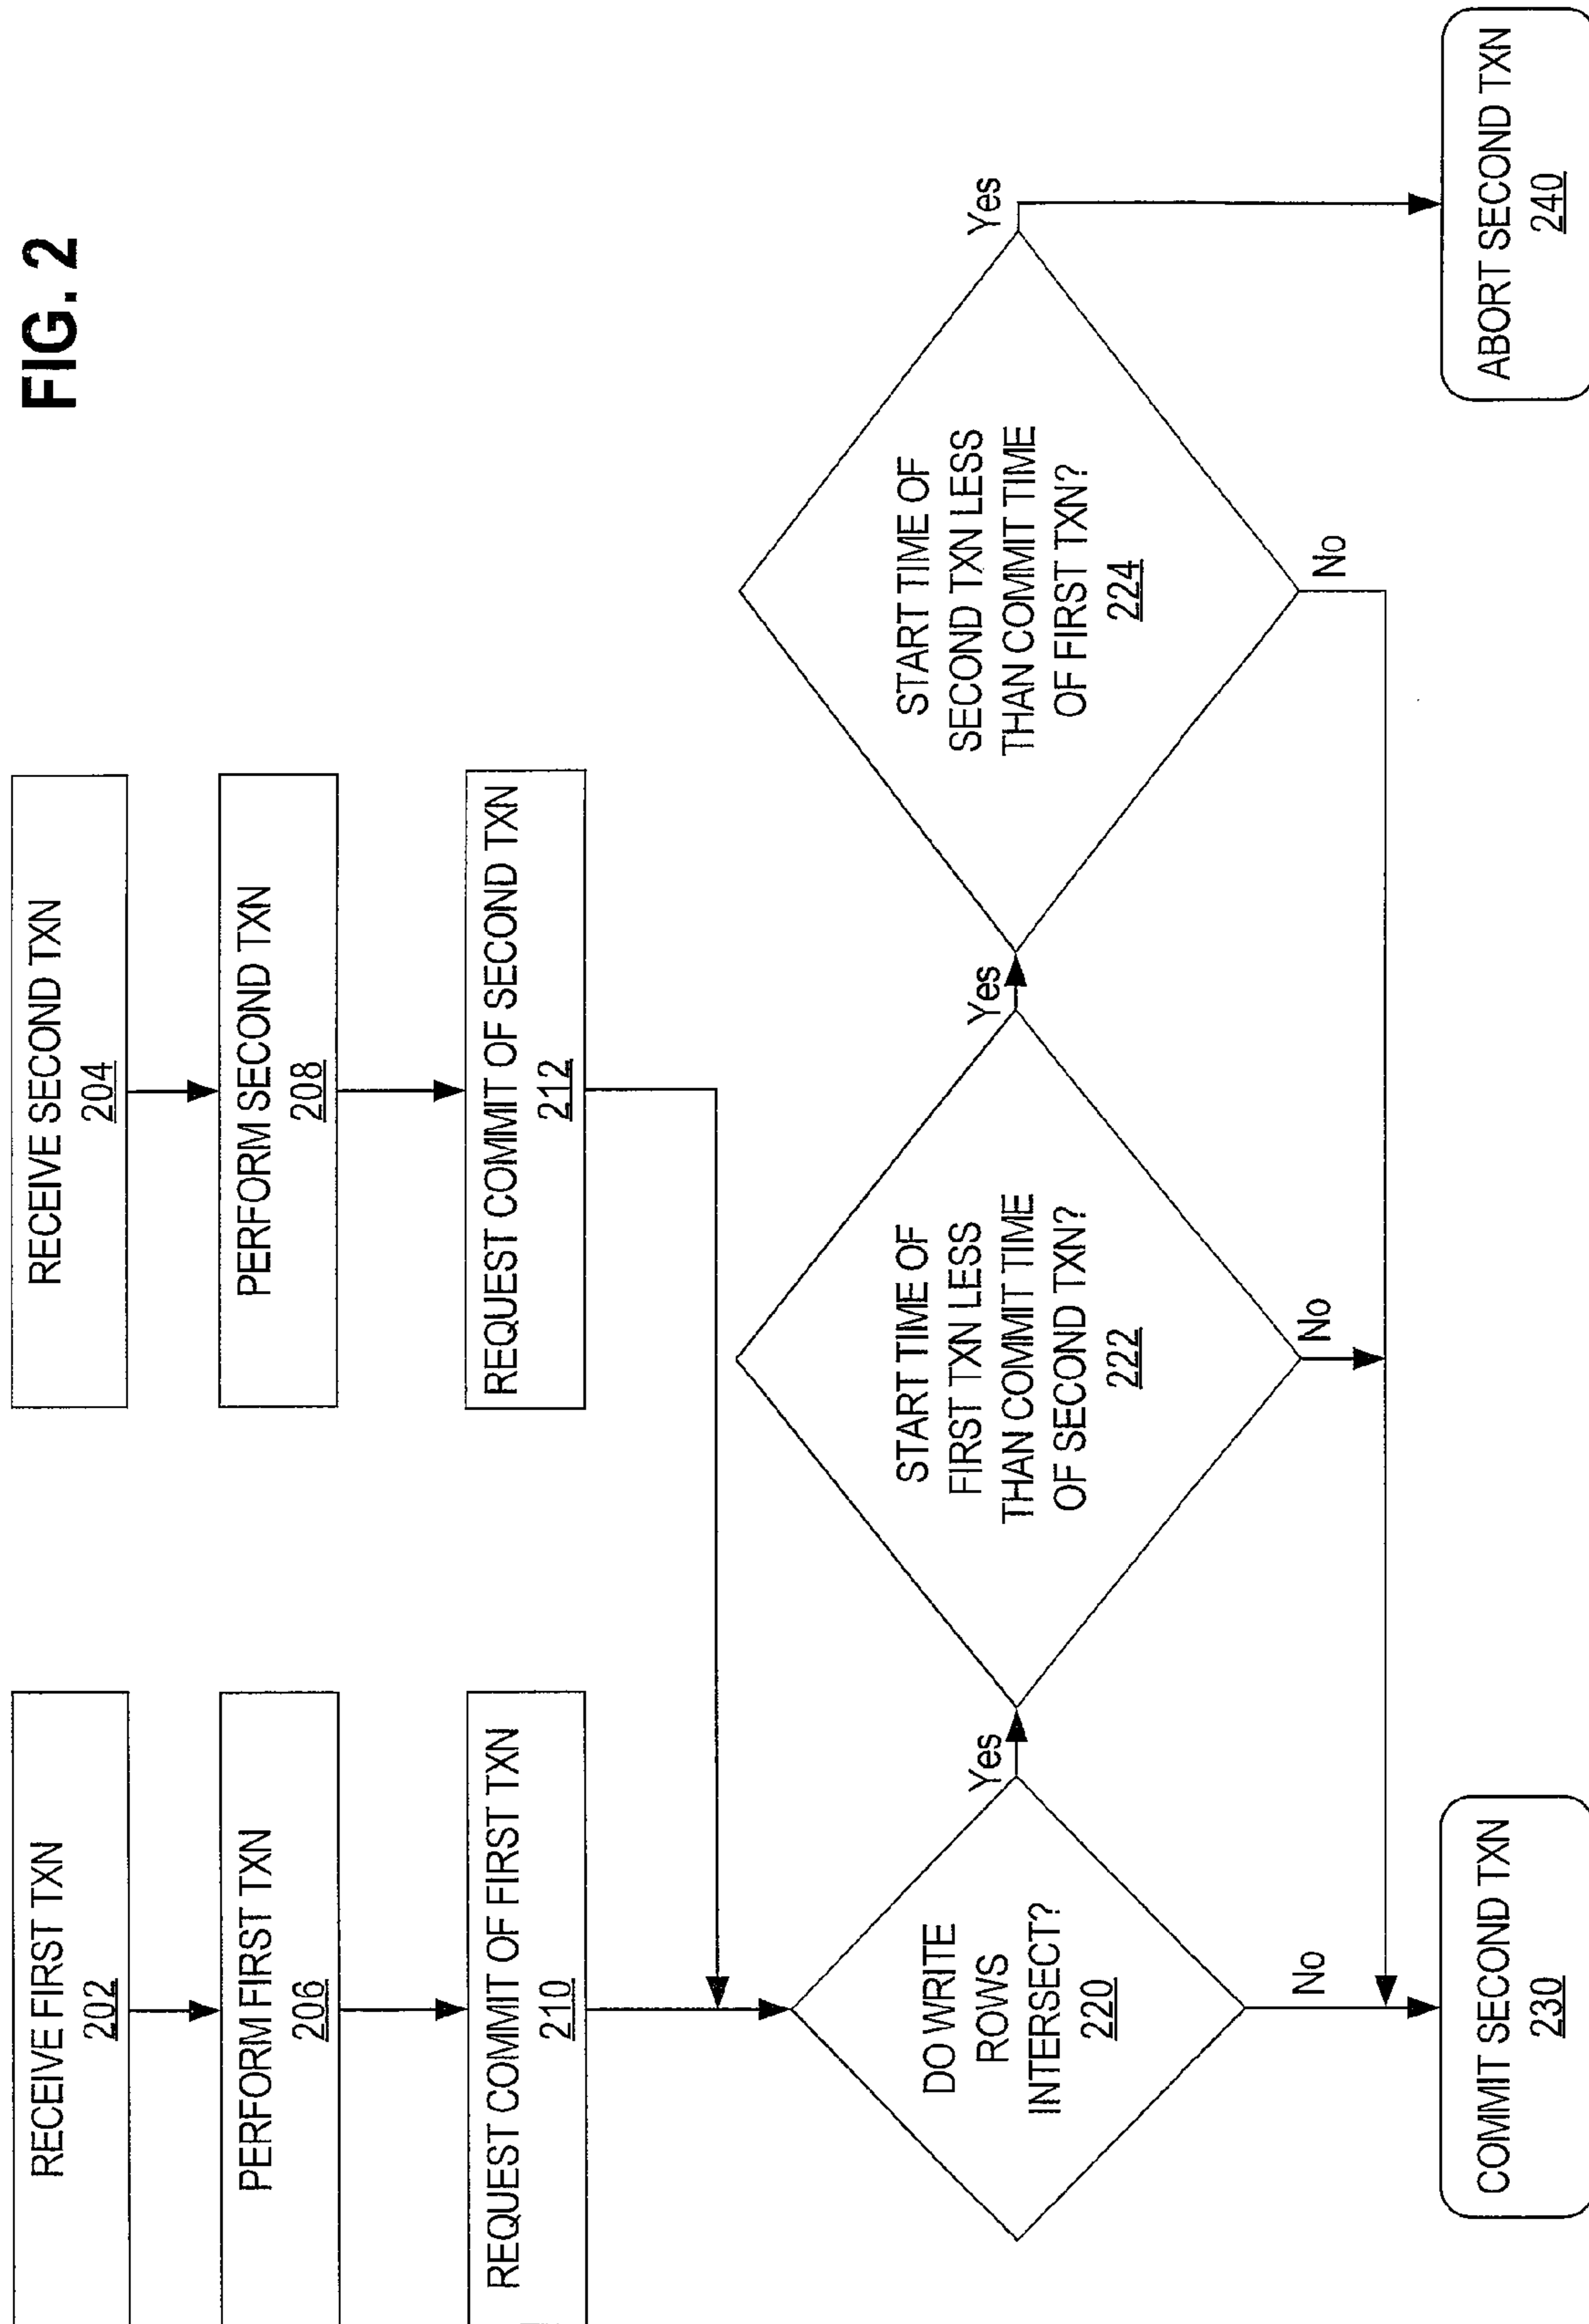 FIG. 2
RECEIVE FIRST TXN
202
RECEIVE SECOND TXN
204
PERFORM FIRST TXN
206
PERFORM SECOND TXN
208
REQUEST COMMIT OF FIRST TXN
210
REQUEST COMMIT OF SECOND TXN
212
DO WRITE
ROWS
INTERSECT?
220
Yes
No
START TIME OF
FIRST TXN LESS
THAN COMMIT TIME
OF SECOND TXN?
222
Yes
No
START TIME OF
SECOND TXN LESS
THAN COMMIT TIME
OF FIRST TXN?
224
Yes
No
COMMIT SECOND TXN
230
ABORT SECOND TXN
240